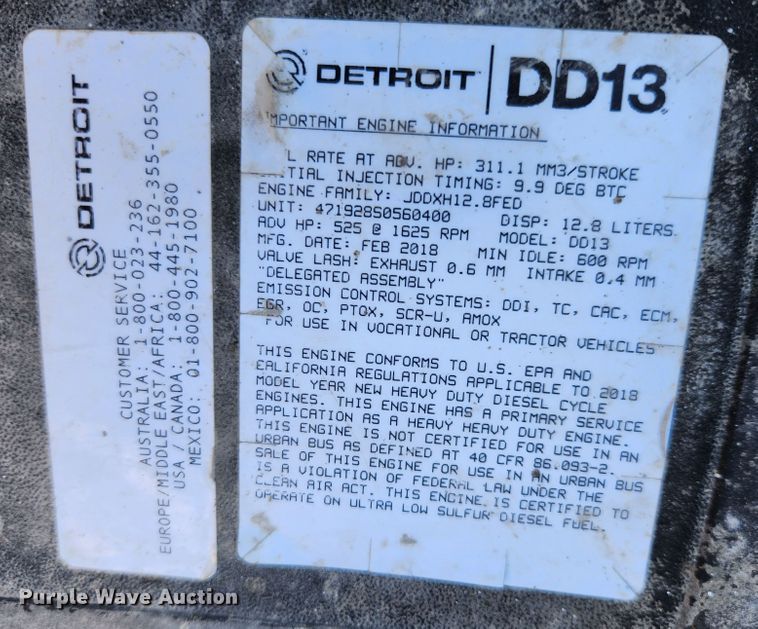 DETROIT
CUSTOMER SERVICE
AUSTRALIA: 1-800-023-236
EUROPE/MIDDLE EAST/AFRICA: 44-162-355-0550
USA / CANADA: 1-800-445-1980
MEXICO: 01-800-902-7100
DETROIT DD13
IMPORTANT ENGINE INFORMATION
L RATE AT ADV. HP: 311.1 MM3/STROKE
TIAL INJECTION TIMING: 9.9 DEG BTC
ENGINE FAMILY: JDDXH12.8FED
UNIT: 471928S0560400 DISP: 12.8 LITERS
ADV HP: 525 @ 1625 RPM MODEL: DD13
MFG. DATE: FEB 2018 MIN IDLE: 600 RPM
VALVE LASH: EXHAUST 0.6 MM INTAKE 0.4 MM
"DELEGATED ASSEMBLY"
EMISSION CONTROL SYSTEMS: DDI, TC, CAC, ECM,
EGR, OC, PTOX, SCR-U, AMOX
FOR USE IN VOCATIONAL OR TRACTOR VEHICLES
THIS ENGINE CONFORMS TO U.S. EPA AND
CALIFORNIA REGULATIONS APPLICABLE TO 2018
MODEL YEAR NEW HEAVY DUTY DIESEL CYCLE
ENGINES. THIS ENGINE HAS A PRIMARY SERVICE
APPLICATION AS A HEAVY HEAVY DUTY ENGINE.
THIS ENGINE IS NOT CERTIFIED FOR USE IN AN
URBAN BUS AS DEFINED AT 40 CFR 86.093-2.
SALE OF THIS ENGINE FOR USE IN AN URBAN BUS
IS A VIOLATION OF FEDERAL LAW UNDER THE
CLEAN AIR ACT. THIS ENGINE IS CERTIFIED TO
OPERATE ON ULTRA LOW SULFUR DIESEL FUEL.
Purple Wave Auction